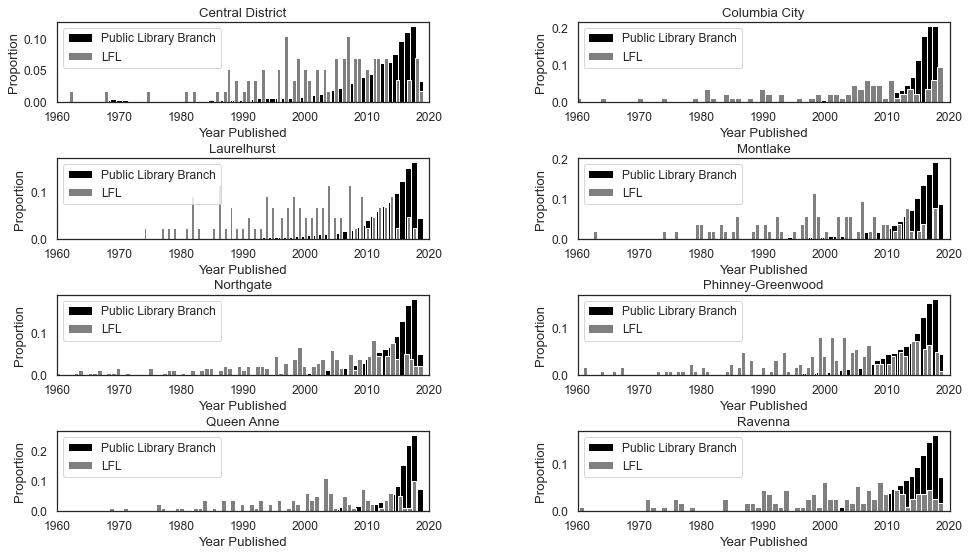 Central District
Proportion
0.10
0.05
0.00
Public Library Branch
LFL
1960 1970 1980 1990 2000 2010 2020
Year Published
Columbia City
Proportion
0.2
0.1
0.0
Public Library Branch
LFL
1960 1970 1980 1990 2000 2010 2020
Year Published
Laurelhurst
Proportion
0.1
0.0
Public Library Branch
LFL
1960 1970 1980 1990 2000 2010 2020
Year Published
Montlake
Proportion
0.2
0.1
0.0
Public Library Branch
LFL
1960 1970 1980 1990 2000 2010 2020
Year Published
Northgate
Proportion
0.1
0.0
Public Library Branch
LFL
1960 1970 1980 1990 2000 2010 2020
Year Published
Phinney-Greenwood
Proportion
0.1
0.0
Public Library Branch
LFL
1960 1970 1980 1990 2000 2010 2020
Year Published
Queen Anne
Proportion
0.2
0.1
0.0
Public Library Branch
LFL
1960 1970 1980 1990 2000 2010 2020
Year Published
Ravenna
Proportion
0.1
0.0
Public Library Branch
LFL
1960 1971 1980 1990 2000 2010 2020
Year Published